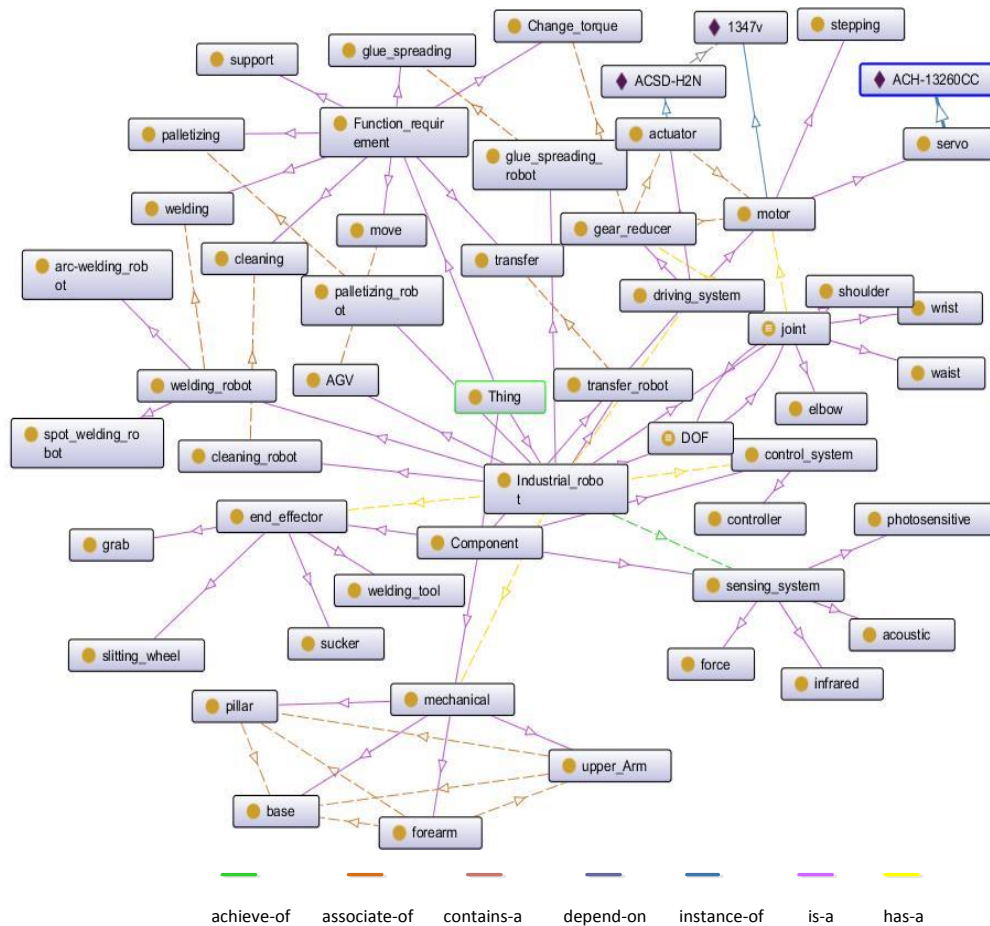 Change_torque
1347v
stepping
glue_spreading
support
ACSD-H2N
ACH-13260CC
Function_requir
ement
palletizing
actuator
servo
glue_spreading_
robot
welding
move
gear_reducer
motor
arc-welding_rob
ot
cleaning
transfer
palletizing_rob
ot
driving_system
shoulder
wrist
joint
welding_robot
AGV
Thing
transfer_robot
waist
elbow
spot_welding_ro
bot
cleaning_robot
DOF
control_system
Industrial_robo
t
end_effector
controller
photosensitive
grab
Component
welding_tool
sensing_system
slitting_wheel
sucker
acoustic
force
infrared
pillar
mechanical
upper_Arm
base
forearm
achieve-of associate-of contains-a depend-on instance-of is-a has-a